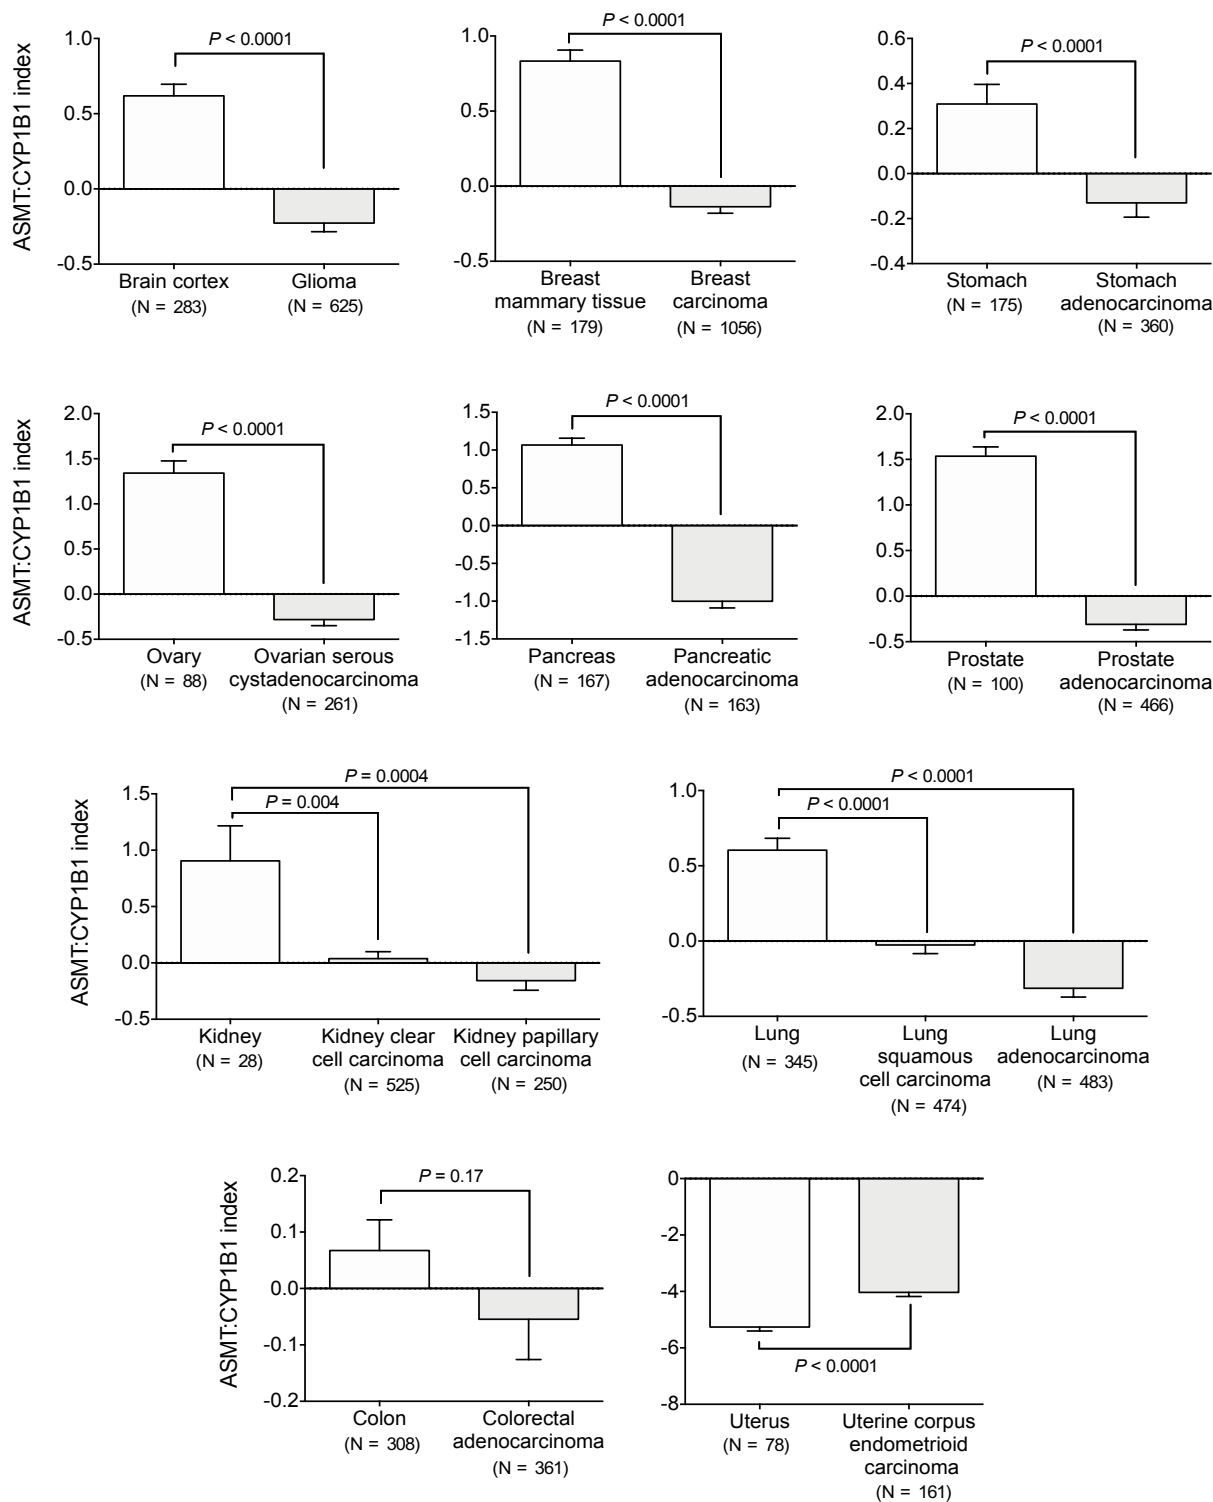 P < 0.0001
P < 0.0001
P < 0.0001
ASMT:CYP1B1 index
1.0
0.5
0.0
-0.5
Brain cortex
(N = 283)
Glioma
(N = 625)
1.0
0.5
0.0
-0.5
Breast
mammary tissue
(N = 179)
Breast
carcinoma
(N = 1056)
0.6
0.4
0.2
0.0
-0.2
-0.4
Stomach
(N = 175)
Stomach
adenocarcinoma
(N = 360)
ASMT:CYP1B1 index
P < 0.0001
2.0
1.5
1.0
0.5
0.0
-0.5
Ovary
(N = 88)
Ovarian serous
cystadenocarcinoma
(N = 261)
P < 0.0001
1.5
1.0
0.5
0.0
-0.5
-1.0
-1.5
Pancreas
(N = 167)
Pancreatic
adenocarcinoma
(N = 163)
P < 0.0001
2.0
1.5
1.0
0.5
0.0
-0.5
Prostate
(N = 100)
Prostate
adenocarcinoma
(N = 466)
ASMT:CYP1B1 index
P = 0.0004
P = 0.004
1.5
1.0
0.5
0.0
-0.5
Kidney
(N = 28)
Kidney clear
cell carcinoma
(N = 525)
Kidney papillary
cell carcinoma
(N = 250)
P < 0.0001
P < 0.0001
1.0
0.5
0.0
-0.5
Lung
(N = 345)
Lung
squamous
cell carcinoma
(N = 474)
Lung
adenocarcinoma
(N = 483)
ASMT:CYP1B1 index
P = 0.17
0.2
0.1
0.0
-0.1
-0.2
Colon
(N = 308)
Colorectal
adenocarcinoma
(N = 361)
0
-2
-4
-6
-8
P < 0.0001
Uterus
(N = 78)
Uterine corpus
endometrioid
carcinoma
(N = 161)